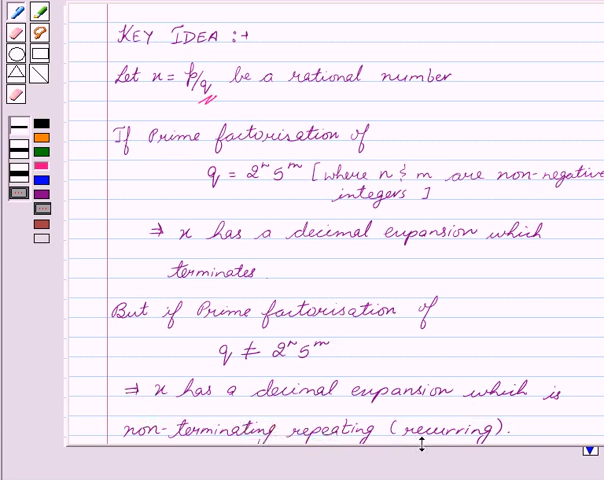 KEY IDEA :→
Let x = p/q be a rational number
If Prime factorisation of
q = 2ⁿ 5ᵐ [where n & m are non-negative
integers]
⇒ x has a decimal expansion which
terminates.
But if Prime factorisation of
q ≠ 2ⁿ 5ᵐ
⇒ x has a decimal expansion which is
non-terminating repeating (recurring).